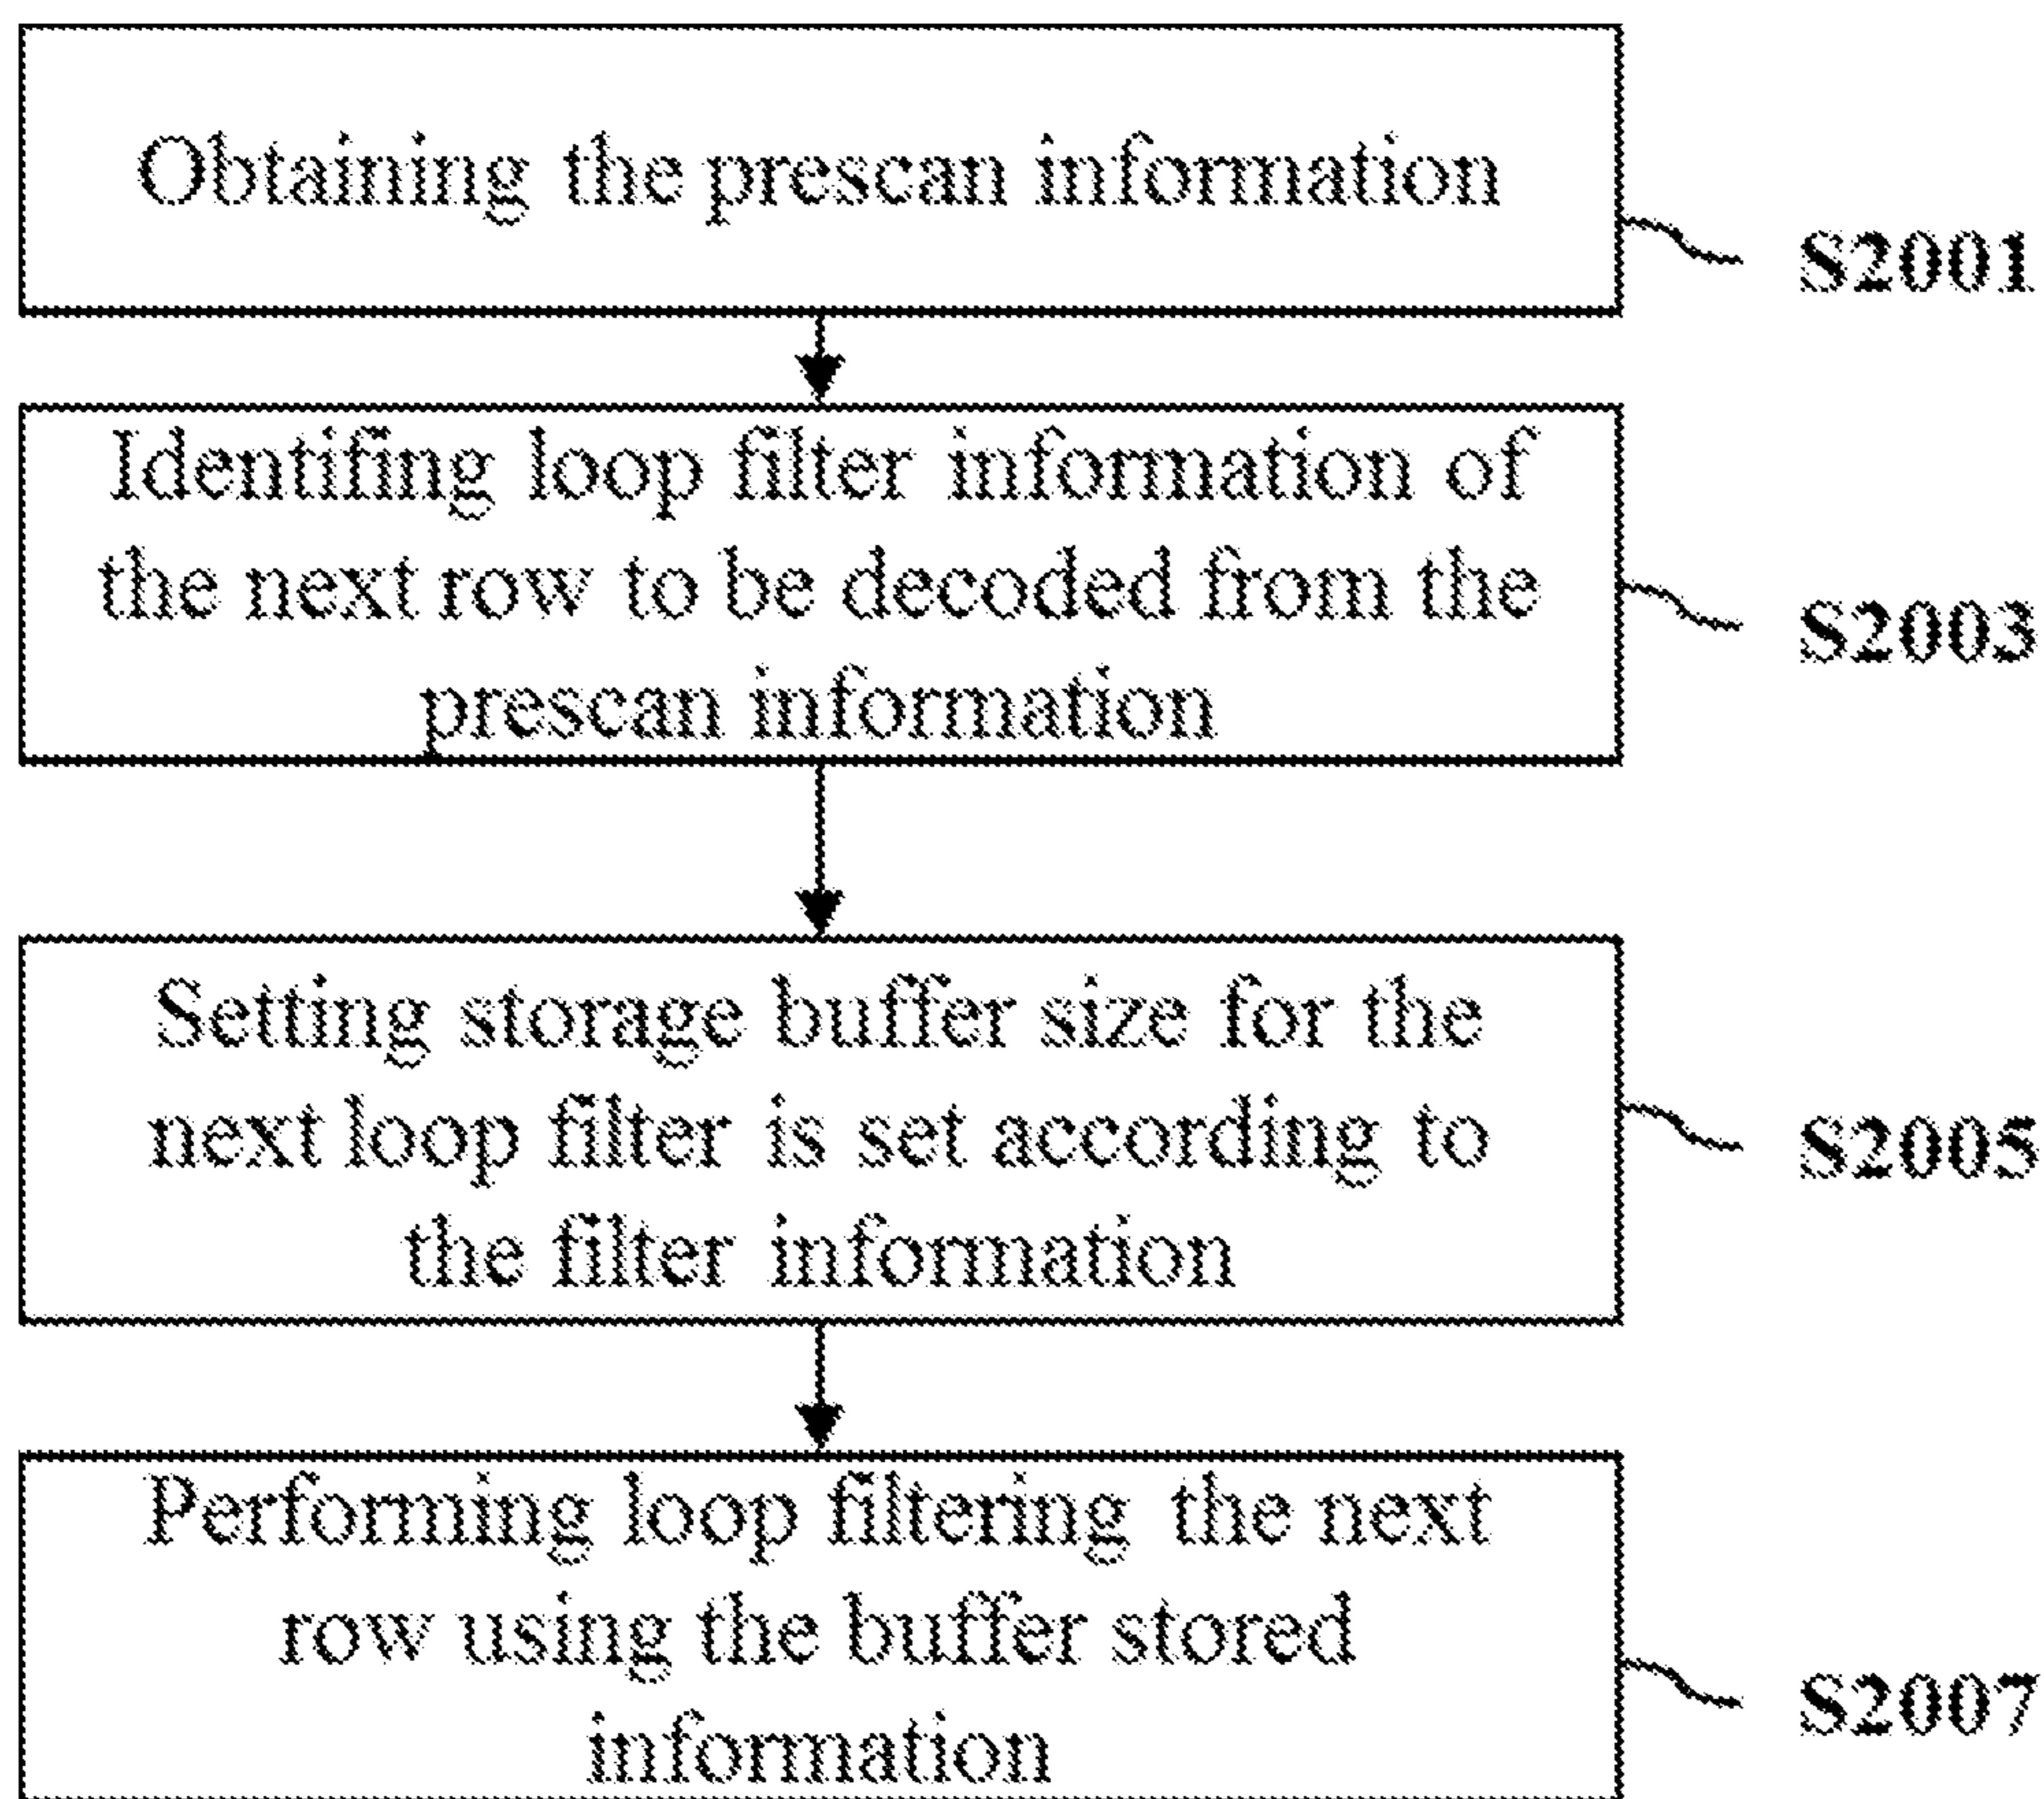 Obtaining the prescan information
S2001
Identifing loop filter information of
the next row to be decoded from the
prescan information
S2003
Setting storage buffer size for the
next loop filter is set according to
the filter information
S2005
Performing loop filtering the next
row using the buffer stored
information
S2007